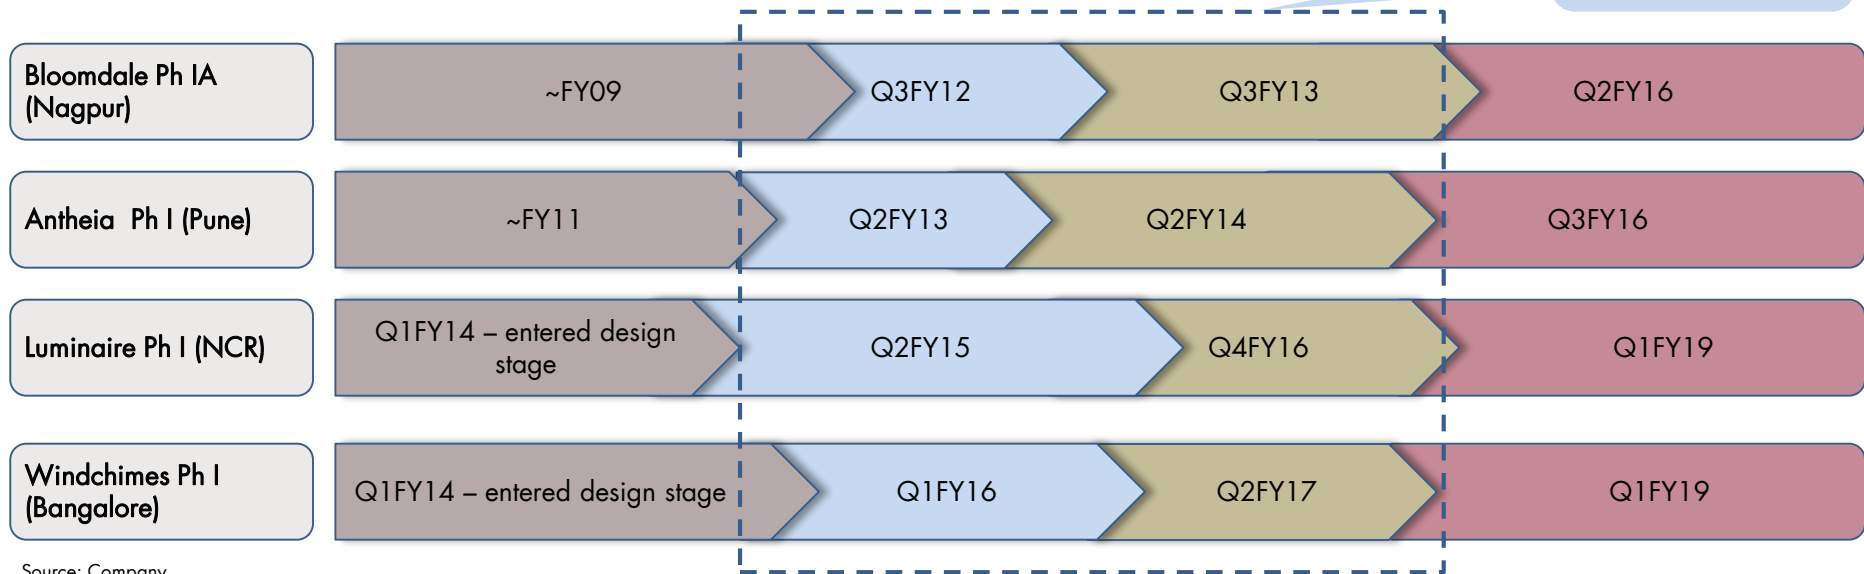 Bloomdale Ph IA
(Nagpur)
~FY09
Q3FY12
Q3FY13
Q2FY16
Antheia Ph I (Pune)
~FY11
Q2FY13
Q2FY14
Q3FY16
Luminaire Ph I (NCR)
Q1FY14 – entered design
stage
Q2FY15
Q4FY16
Q1FY19
Windchimes Ph I
(Bangalore)
Q1FY14 – entered design stage
Q1FY16
Q2FY17
Q1FY19
Source: Company